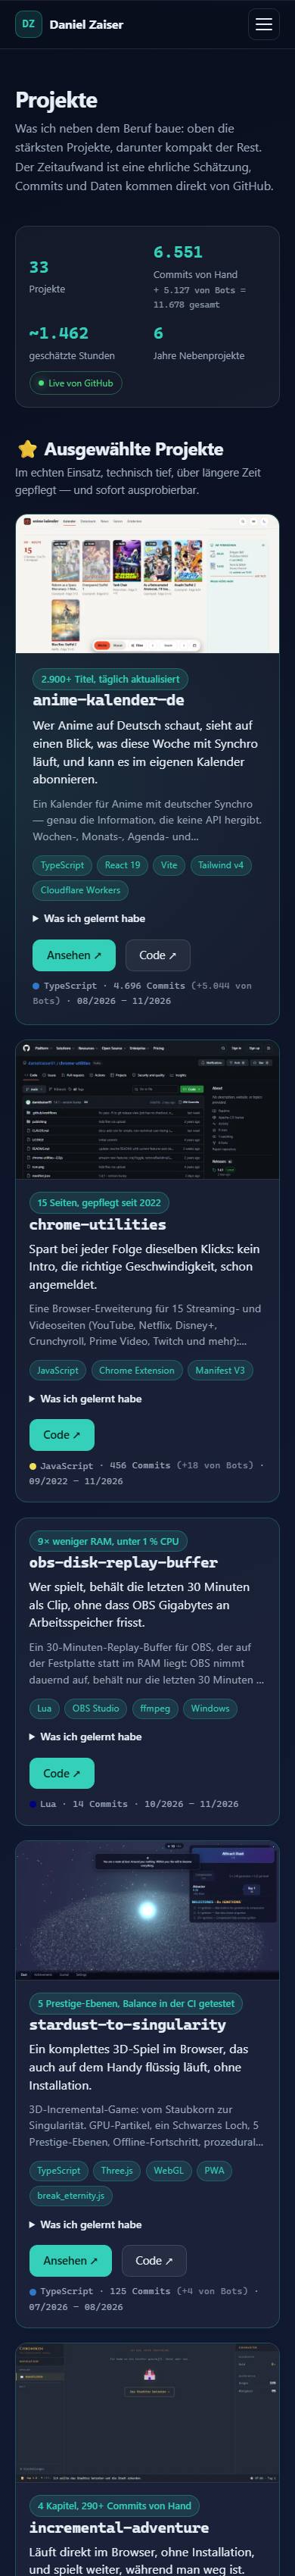 DZ Daniel Zaiser
Projekte
Was ich neben dem Beruf baue: oben die
stärksten Projekte, darunter kompakt der Rest.
Der Zeitaufwand ist eine ehrliche Schätzung,
Commits und Daten kommen direkt von GitHub.
33
Projekte
6.551
Commits von Hand
+ 5.127 von Bots =
11.678 gesamt
~1.462
geschätzte Stunden
6
Jahre Nebenprojekte
Live von GitHub
⭐ Ausgewählte Projekte
Im echten Einsatz, technisch tief, über längere Zeit
gepflegt — und sofort ausprobierbar.
2.900+ Titel, täglich aktualisiert
anime-kalender-de
Wer Anime auf Deutsch schaut, sieht auf
einen Blick, was diese Woche mit Synchro
läuft, und kann es im eigenen Kalender
abonnieren.
Ein Kalender für Anime mit deutscher Synchro
— genau die Information, die keine API hergibt.
Wochen-, Monats-, Agenda- und...
TypeScript React 19 Vite Tailwind v4
Cloudflare Workers
▶ Was ich gelernt habe
Ansehen ↗ Code ↗
TypeScript · 4.696 Commits (+5.044 von
Bots) · 08/2026 – 11/2026
15 Seiten, gepflegt seit 2022
chrome-utilities
Spart bei jeder Folge dieselben Klicks: kein
Intro, die richtige Geschwindigkeit, schon
angemeldet.
Eine Browser-Erweiterung für 15 Streaming- und
Videoseiten (YouTube, Netflix, Disney+,
Crunchyroll, Prime Video, Twitch und mehr):...
JavaScript Chrome Extension Manifest V3
▶ Was ich gelernt habe
Code ↗
JavaScript · 456 Commits (+18 von Bots) ·
09/2022 – 11/2026
9× weniger RAM, unter 1 % CPU
obs-disk-replay-buffer
Wer spielt, behält die letzten 30 Minuten
als Clip, ohne dass OBS Gigabytes an
Arbeitsspeicher frisst.
Ein 30-Minuten-Replay-Buffer für OBS, der auf
der Festplatte statt im RAM liegt: OBS nimmt
dauernd auf, behält nur die letzten 30 Minuten ...
Lua OBS Studio ffmpeg Windows
▶ Was ich gelernt habe
Code ↗
Lua · 14 Commits · 10/2026 – 11/2026
5 Prestige-Ebenen, Balance in der CI getestet
stardust-to-singularity
Ein komplettes 3D-Spiel im Browser, das
auch auf dem Handy flüssig läuft, ohne
Installation.
3D-Incremental-Game: vom Staubkorn zur
Singularität. GPU-Partikel, ein Schwarzes Loch, 5
Prestige-Ebenen, Offline-Fortschritt, prozedural...
TypeScript Three.js WebGL PWA
break_eternity.js
▶ Was ich gelernt habe
Ansehen ↗ Code ↗
TypeScript · 125 Commits (+4 von Bots) ·
07/2026 – 08/2026
4 Kapitel, 290+ Commits von Hand
incremental-adventure
Läuft direkt im Browser, ohne Installation,
und spielt weiter, während man weg ist.